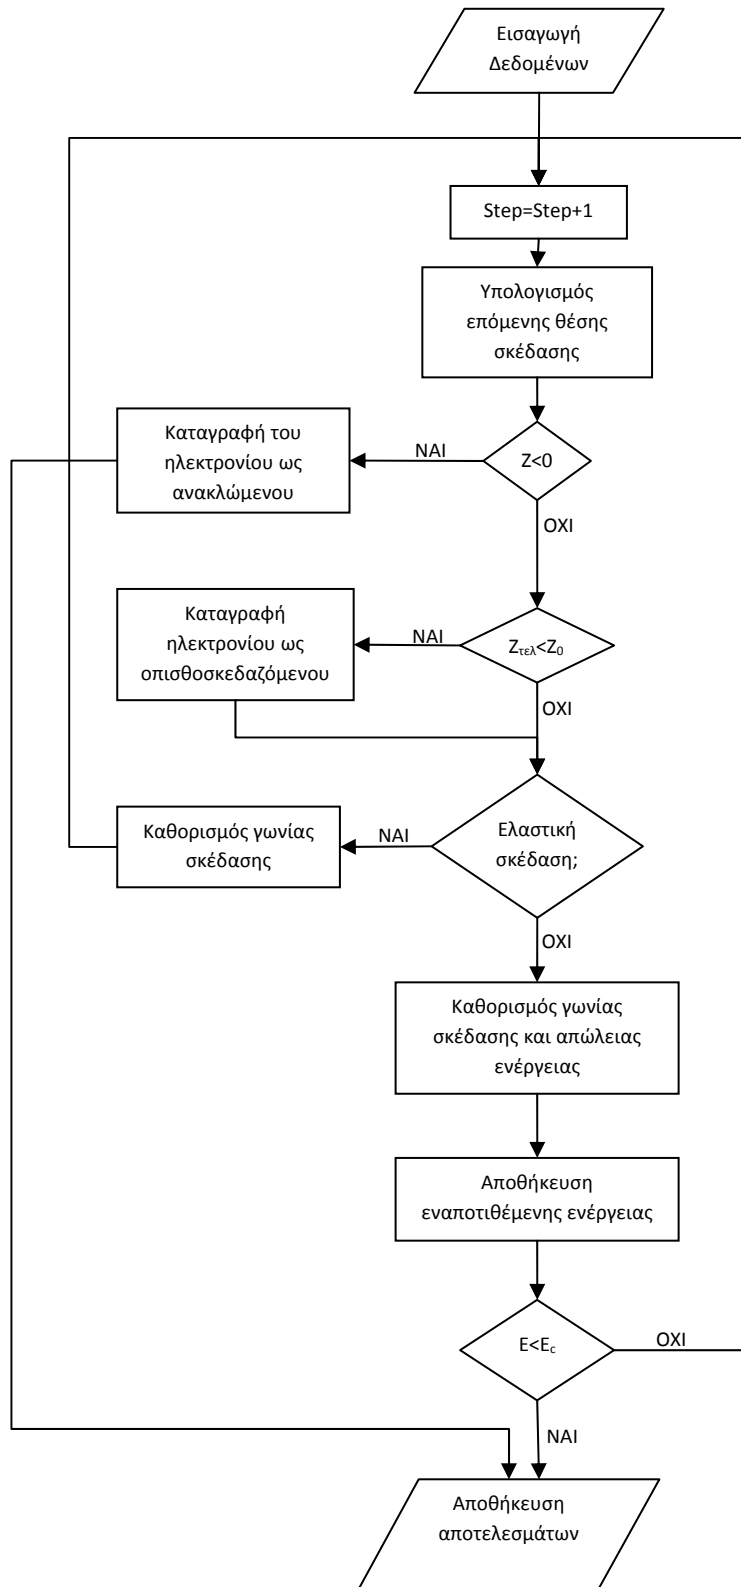 Εισαγωγή
Δεδομένων
Step=Step+1
Υπολογισμός
επόμενης θέσης
σκέδασης
Καταγραφή του
ηλεκτρονίου ως
ανακλώμενου
ΝΑΙ
Z<0
ΟΧΙ
Καταγραφή
ηλεκτρονίου ως
οπισθοσκεδαζόμενου
ΝΑΙ
Zτελ<Z0
ΟΧΙ
Καθορισμός γωνίας
σκέδασης
ΝΑΙ
Ελαστική
σκέδαση;
ΟΧΙ
Καθορισμός γωνίας
σκέδασης και απώλειας
ενέργειας
Αποθήκευση
εναποτιθέμενης ενέργειας
E<Ec
ΟΧΙ
ΝΑΙ
Αποθήκευση
αποτελεσμάτων